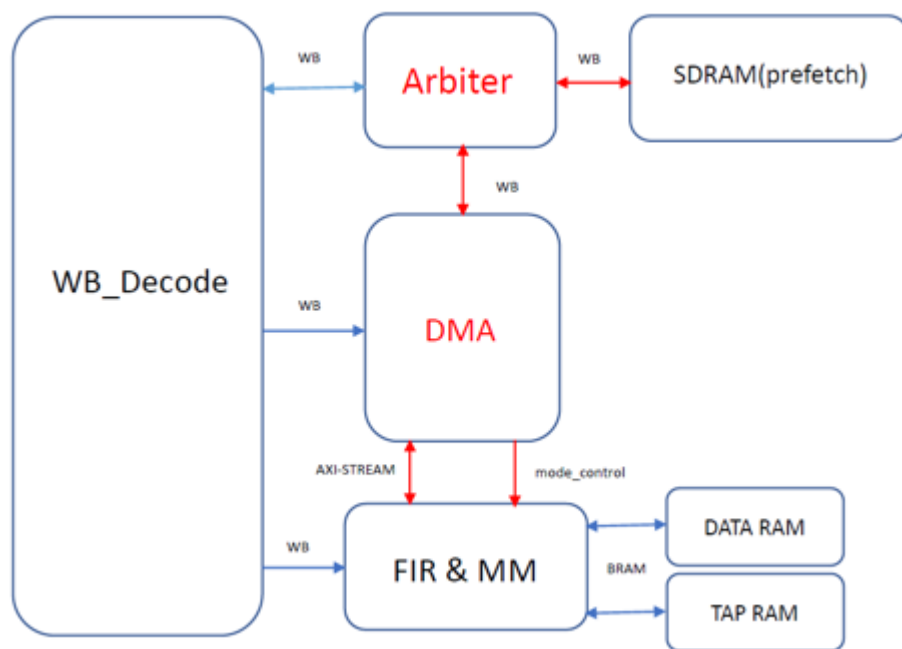 WB
Arbiter
WB
SDRAM(prefetch)
WB
WB_Decode
WB
DMA
AXI-STREAM
mode_control
WB
FIR & MM
BRAM
DATA RAM
TAP RAM